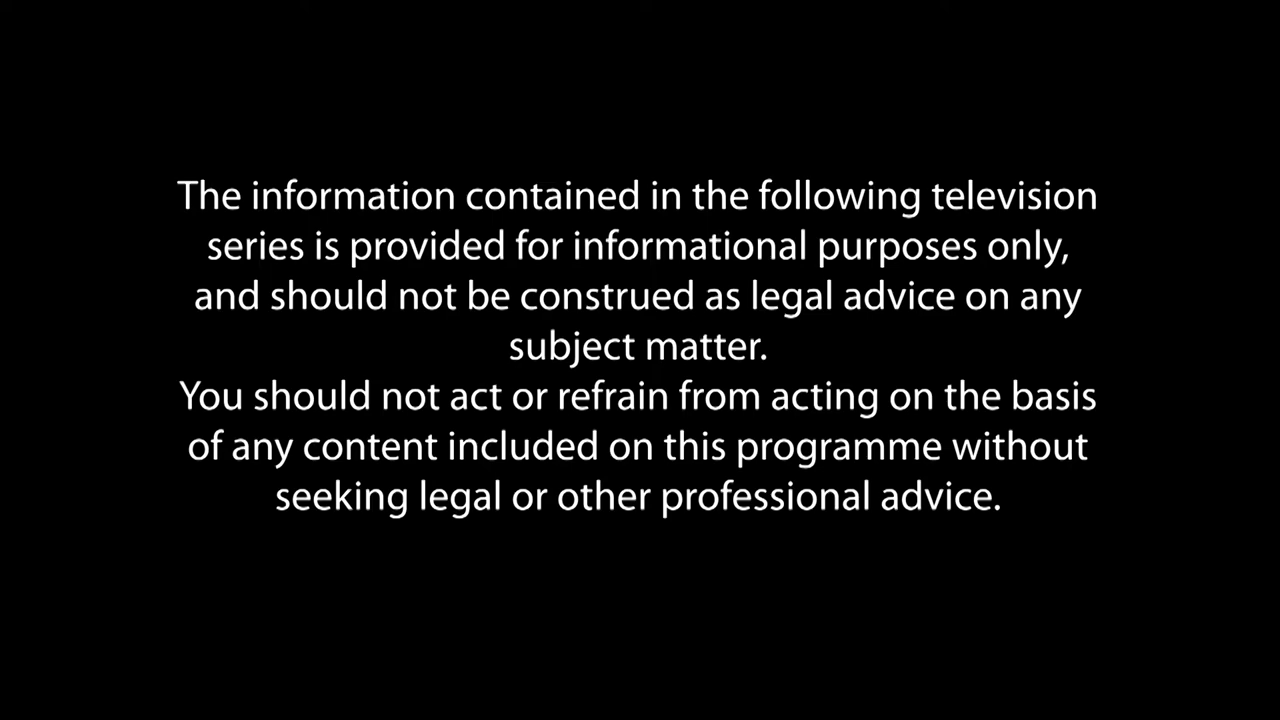 The information contained in the following television
series is provided for informational purposes only,
and should not be construed as legal advice on any
subject matter.
You should not act or refrain from acting on the basis
of any content included on this programme without
seeking legal or other professional advice.